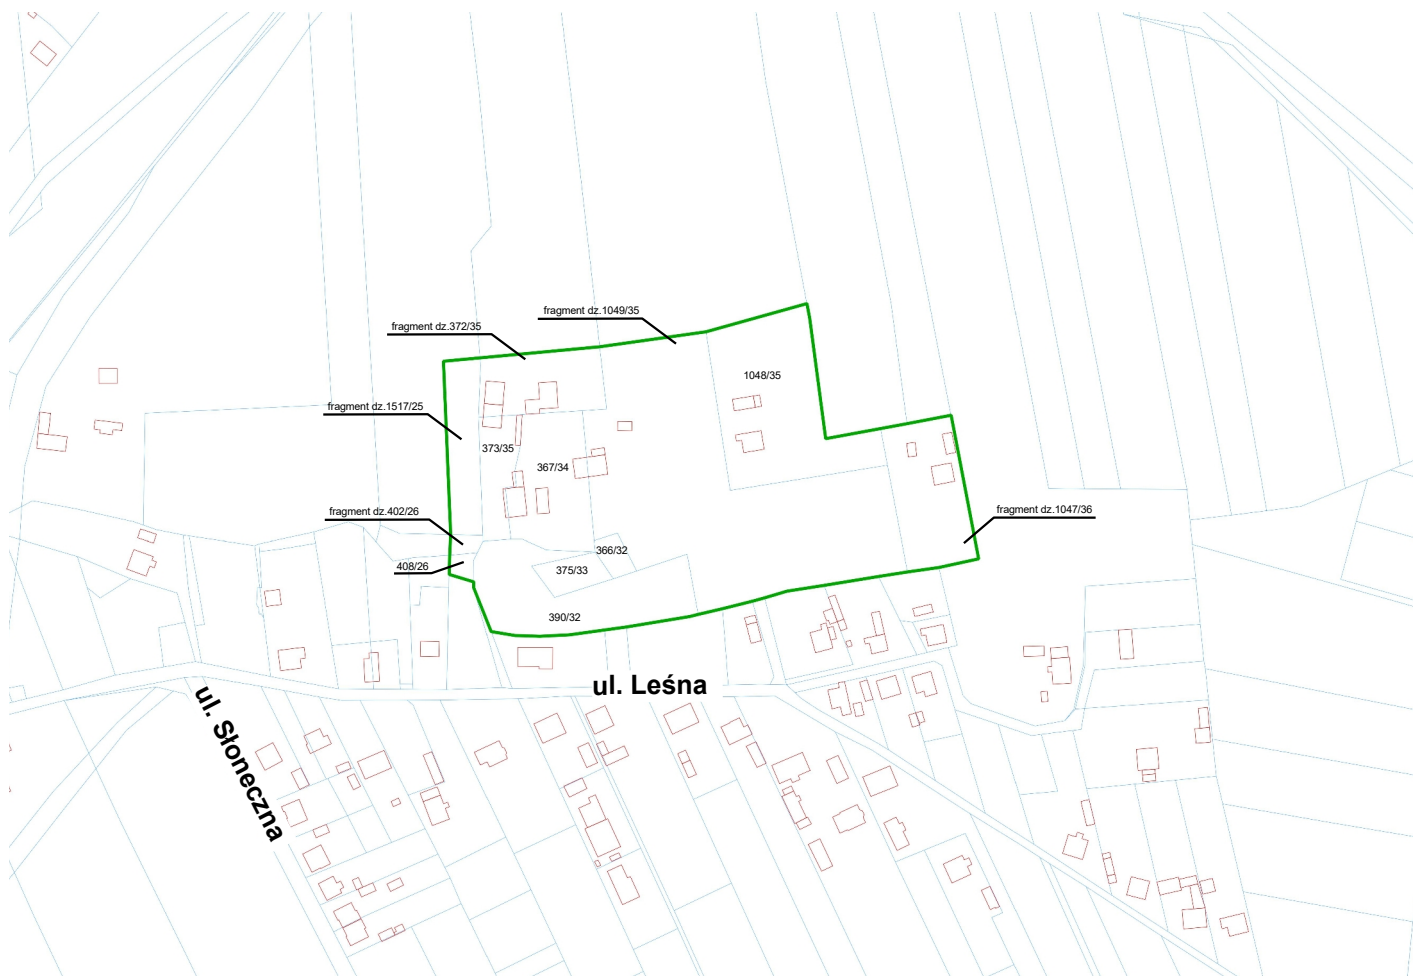 fragment dz.1049/35
fragment dz.372/35
1048/35
fragment dz.1517/25
373/35
367/34
fragment dz.402/26
fragment dz.1047/36
366/32
408/26
375/33
390/32
ul. Leśna
ul. Słoneczna